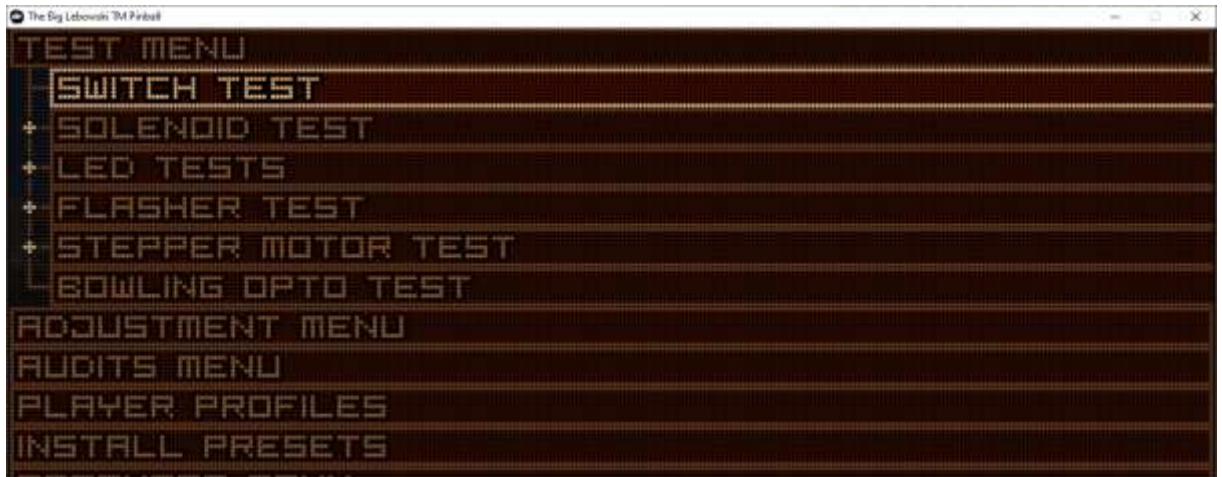 The Big Lebowski TM Pinball
TEST MENU
SWITCH TEST
SOLENOID TEST
LED TESTS
FLASHER TEST
STEPPER MOTOR TEST
BOWLING OPTO TEST
ADJUSTMENT MENU
AUDITS MENU
PLAYER PROFILES
INSTALL PRESETS